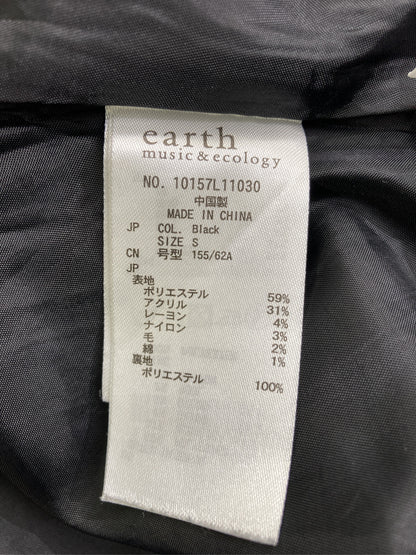 earth
music & ecology
NO. 10157L11030
中国製
MADE IN CHINA
JP COL. Black
SIZE S
CN 号型 155/62A
JP
表地
ポリエステル 59%
アクリル 31%
レーヨン 4%
ナイロン 3%
毛 2%
綿 1%
裏地
ポリエステル 100%